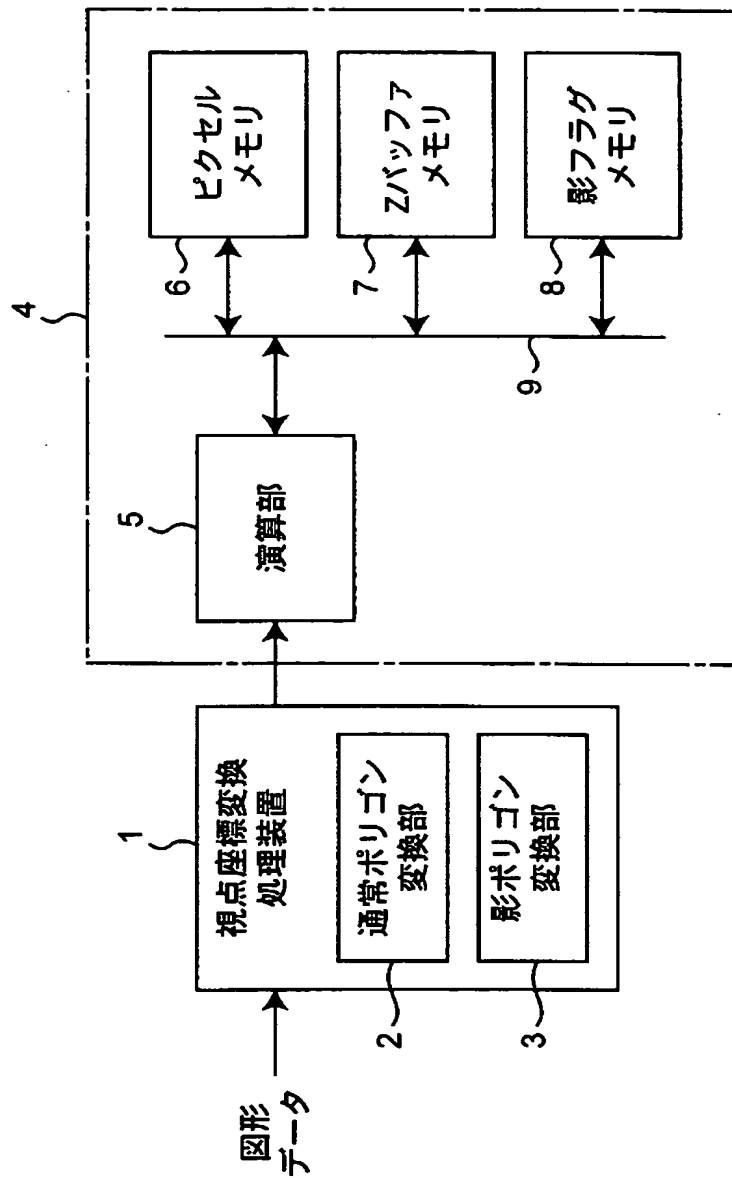 図形
データ
1
視点座標変換
処理装置
通常ポリゴン
変換部
2
影ポリゴン
変換部
3
4
5
演算部
9
6
ピクセル
メモリ
7
Zバッファ
メモリ
8
影フラグ
メモリ